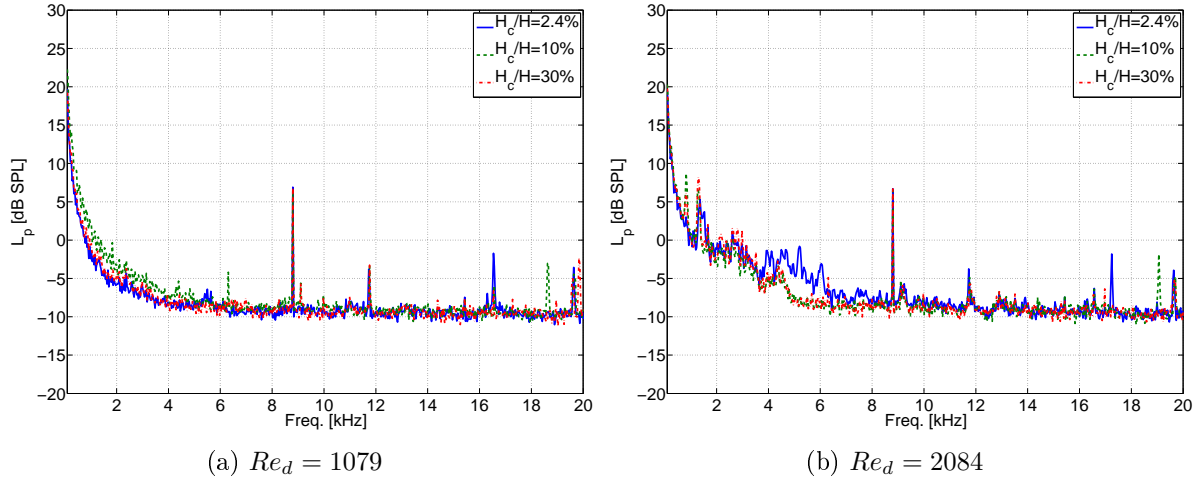 30
25
20
15
10
5
0
−5
−10
−15
−20
L_p [dB SPL]
2 4 6 8 10 12 14 16 18 20
Freq. [kHz]
H_c/H=2.4%
H_c/H=10%
H_c/H=30%
(a) Re_d = 1079
30
25
20
15
10
5
0
−5
−10
−15
−20
L_p [dB SPL]
2 4 6 8 10 12 14 16 18 20
Freq. [kHz]
H_c/H=2.4%
H_c/H=10%
H_c/H=30%
(b) Re_d = 2084